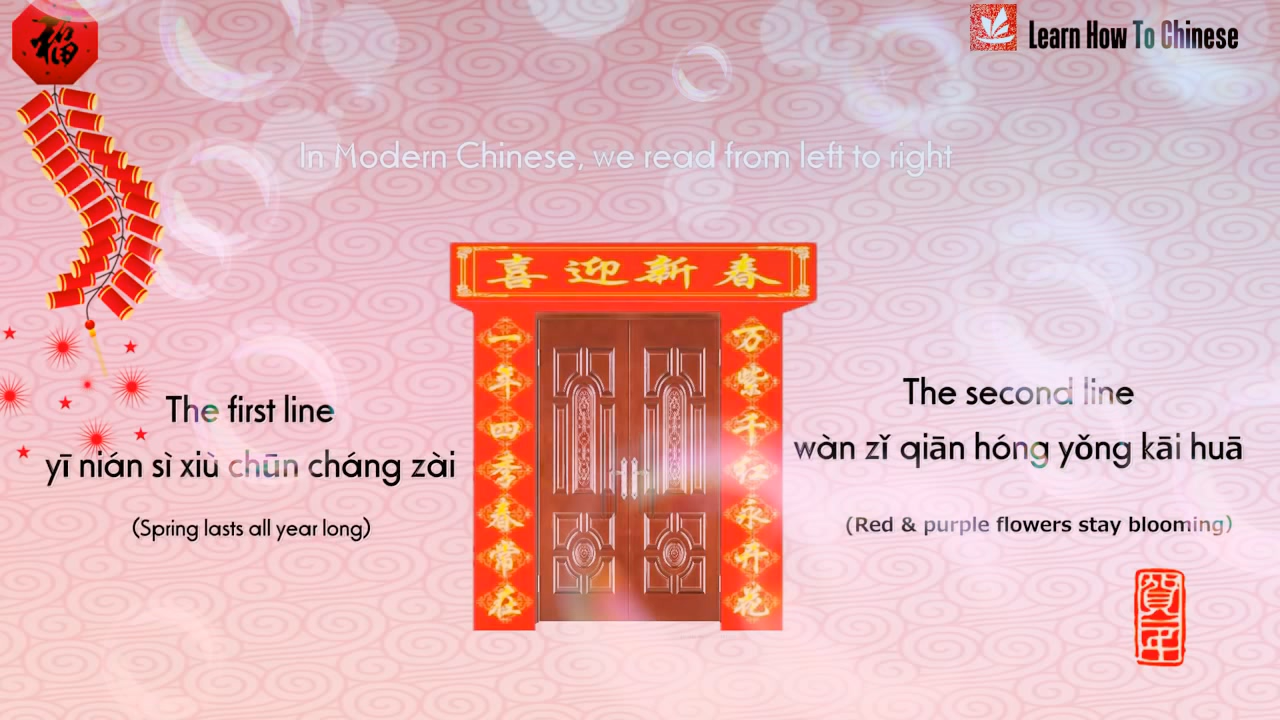 福
Learn How To Chinese
In Modern Chinese, we read from left to right
喜迎新春
一年四秀春常在
万紫千红永开花
The first line
yī nián sì xiù chūn cháng zài
(Spring lasts all year long)
The second line
wàn zǐ qiān hóng yǒng kāi huā
(Red & purple flowers stay blooming)
賀正